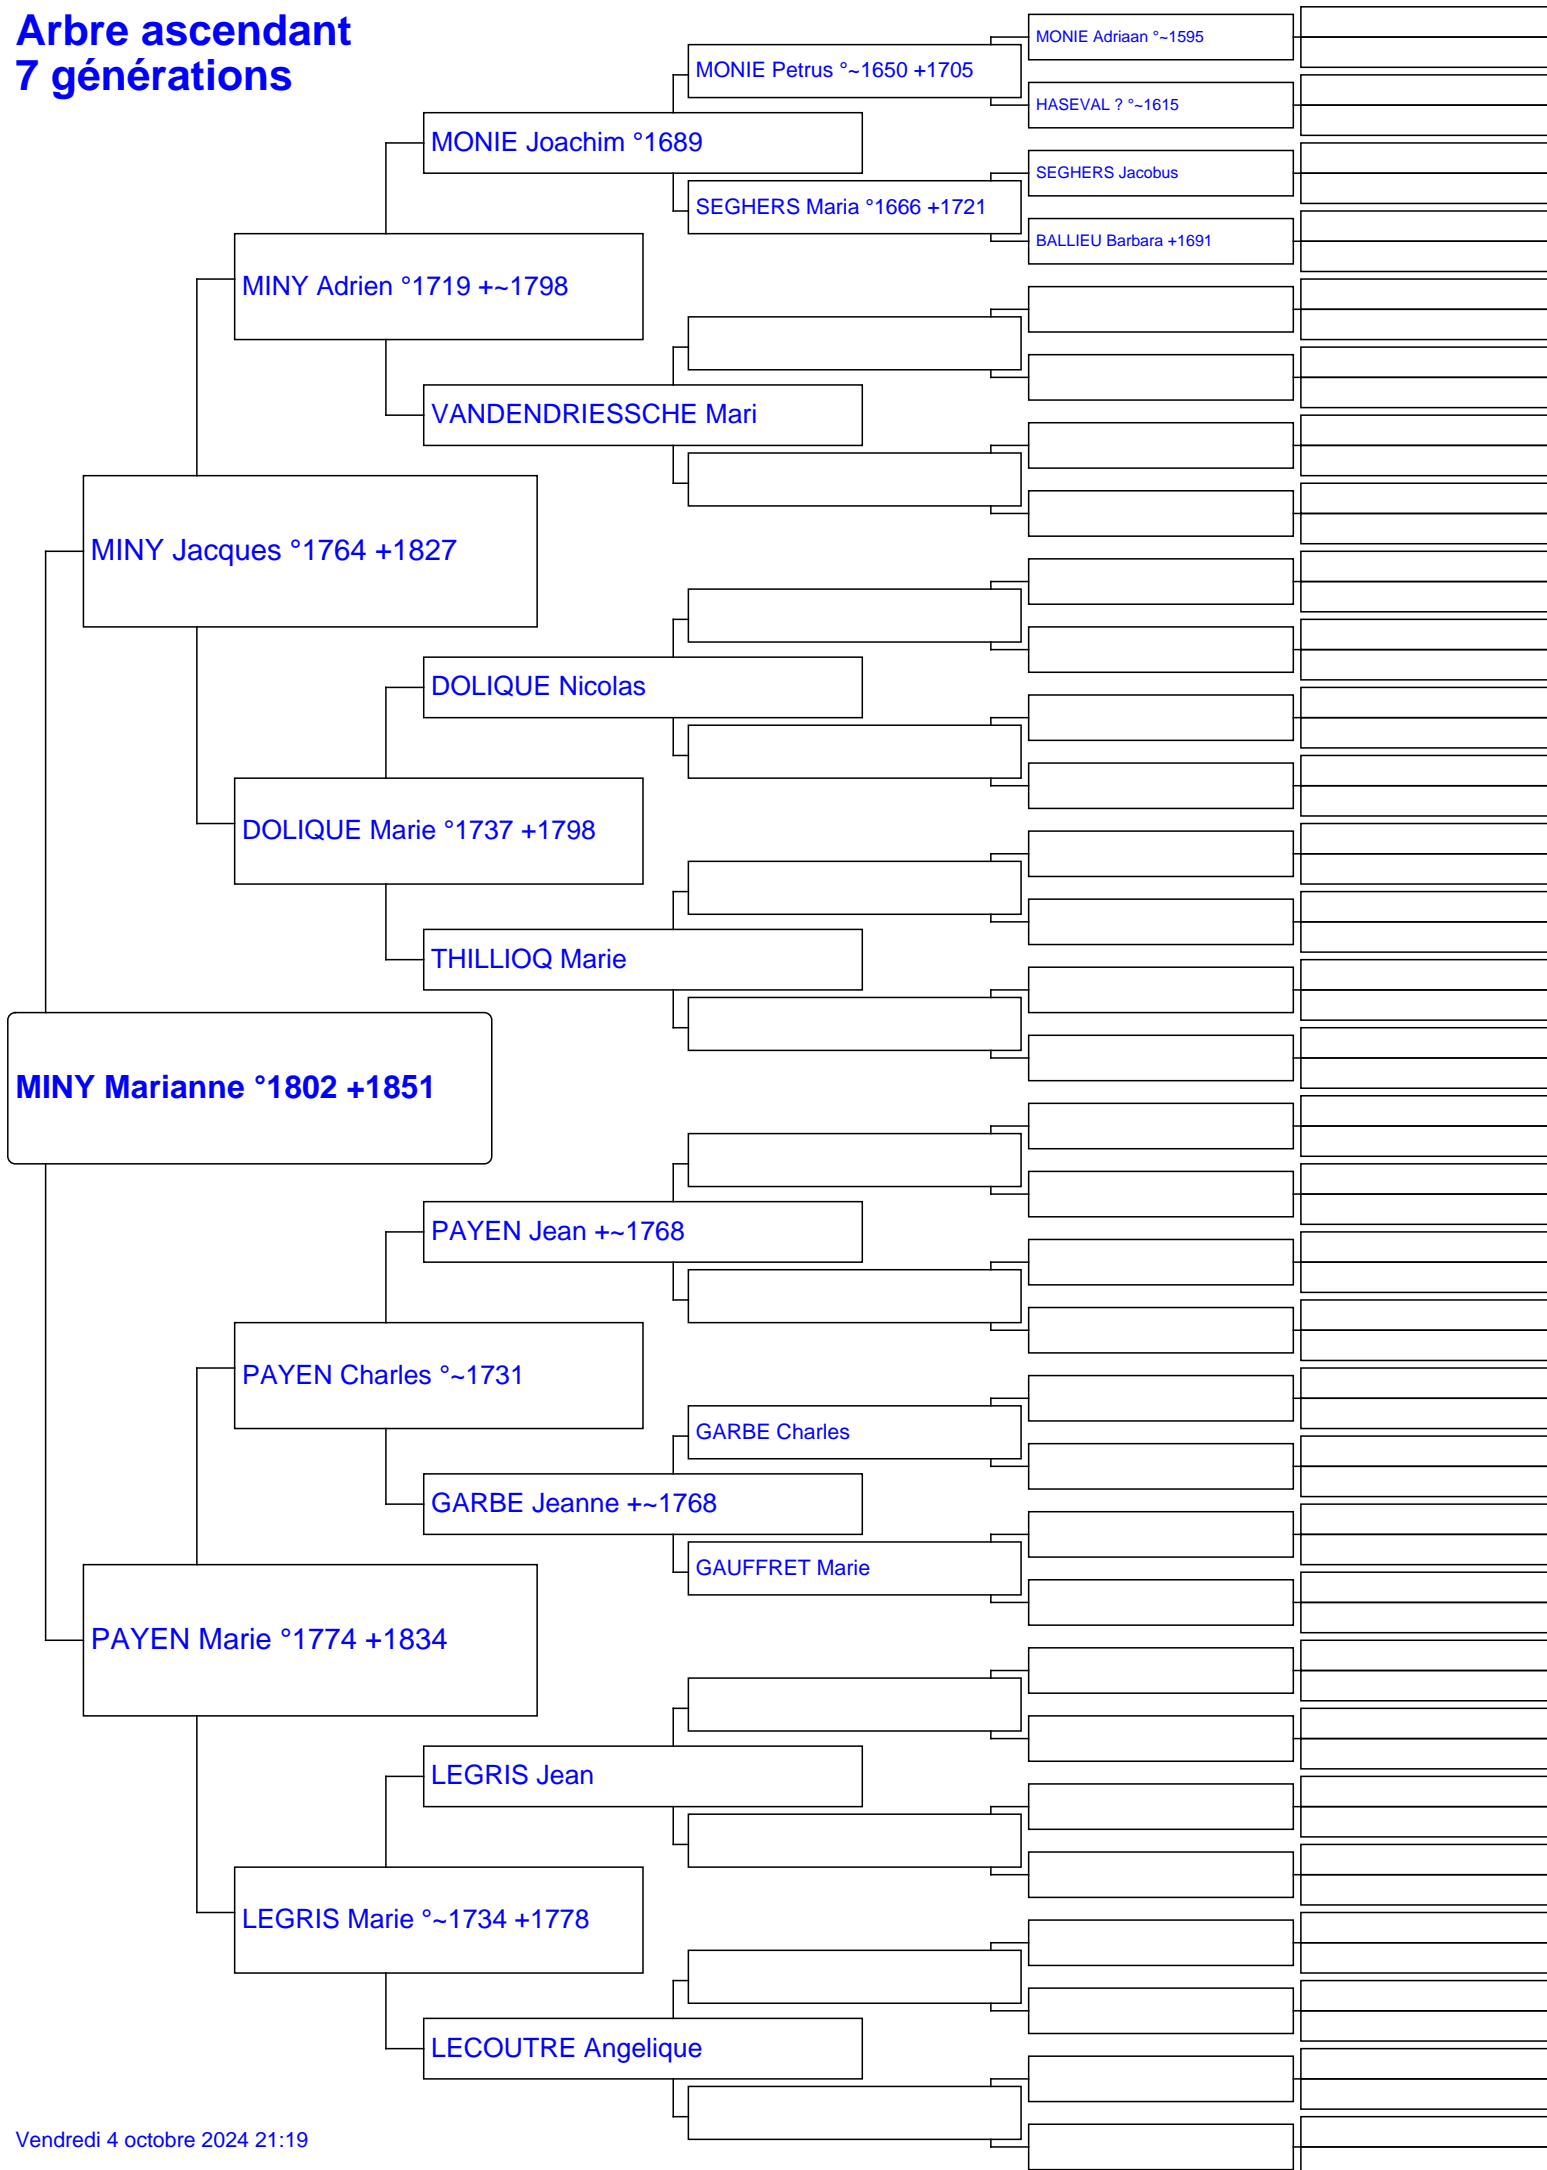 Arbre ascendant
7 générations
MONIE Adriaan °~1595
MONIE Petrus °~1650 +1705
HASEVAL ? °~1615
MONIE Joachim °1689
SEGHERS Jacobus
SEGHERS Maria °1666 +1721
BALLIEU Barbara +1691
MINY Adrien °1719 +~1798
VANDENDRIESSCHE Mari
MINY Jacques °1764 +1827
DOLIQUE Nicolas
DOLIQUE Marie °1737 +1798
THILLIOQ Marie
MINY Marianne °1802 +1851
PAYEN Jean +~1768
PAYEN Charles °~1731
GARBE Charles
GARBE Jeanne +~1768
GAUFFRET Marie
PAYEN Marie °1774 +1834
LEGRIS Jean
LEGRIS Marie °~1734 +1778
LECOUTRE Angelique
Vendredi 4 octobre 2024 21:19